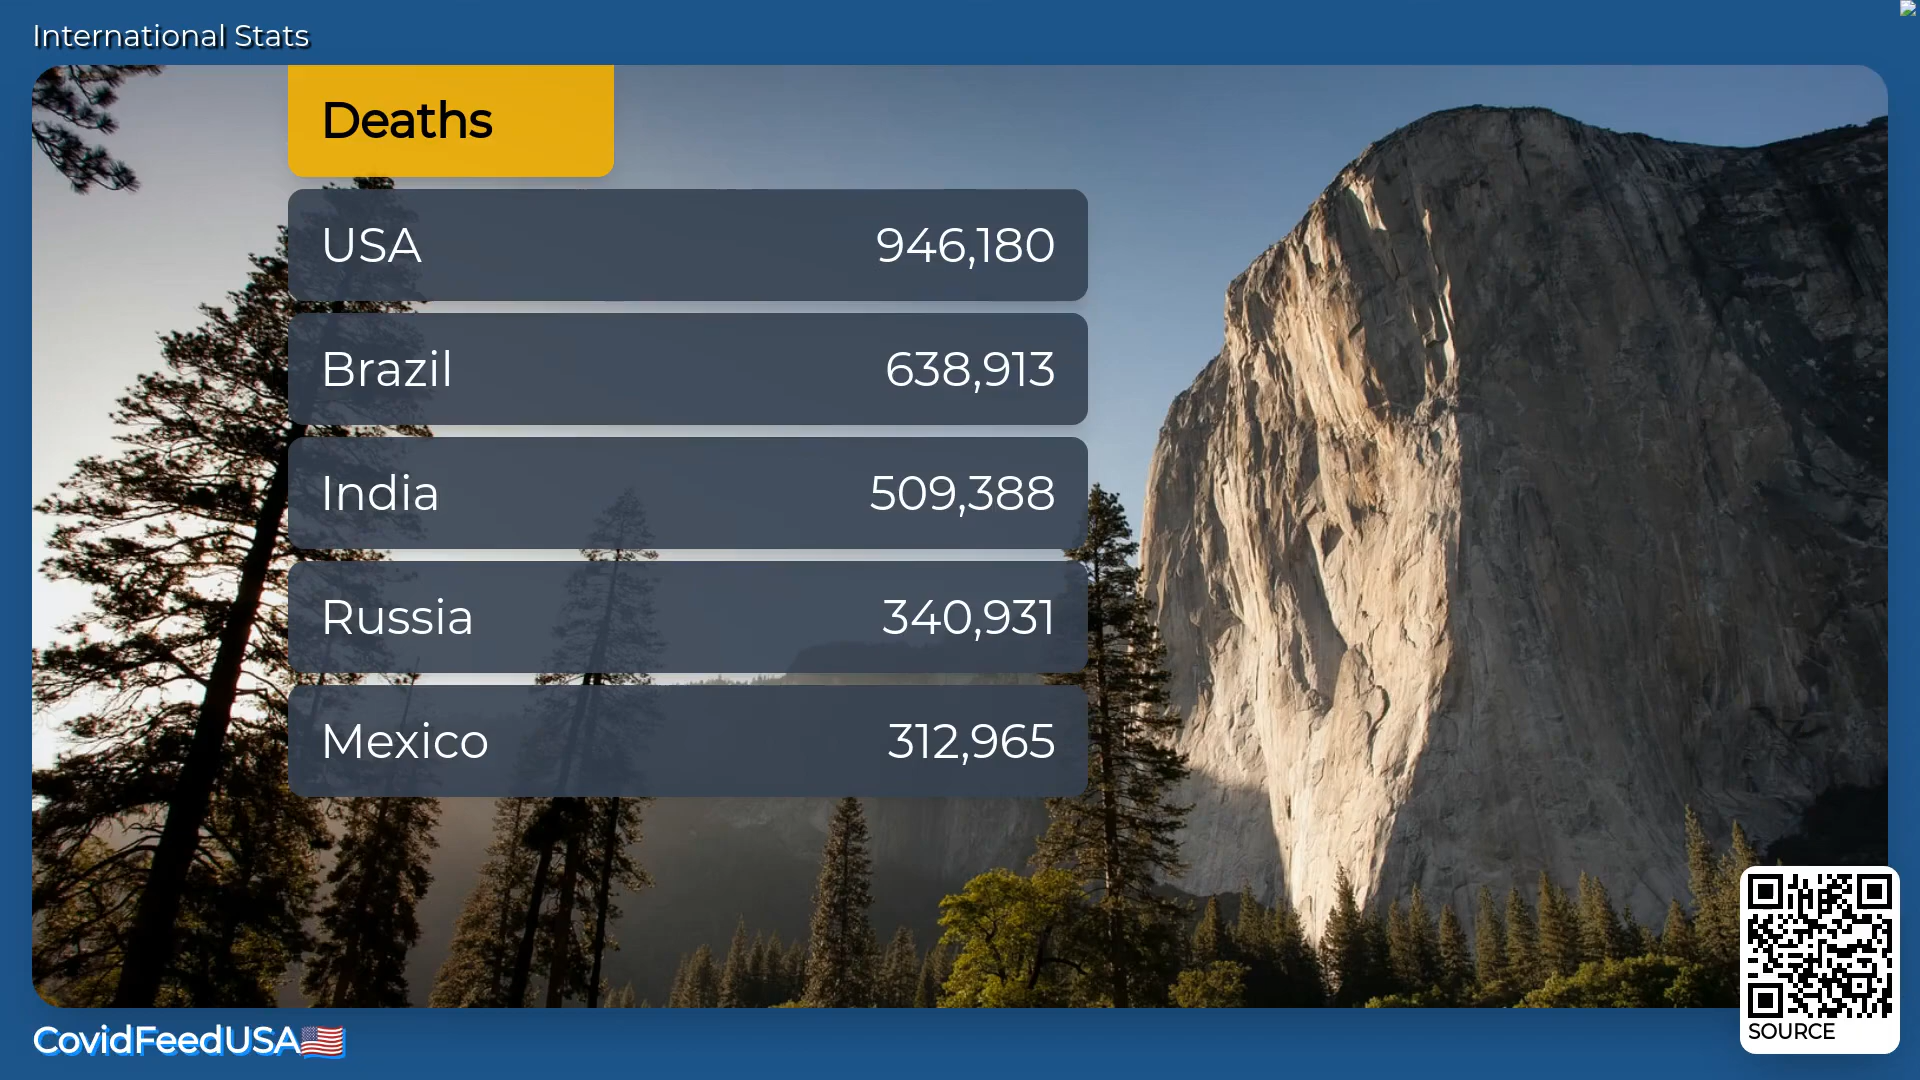 International Stats
Deaths
USA 946,180
Brazil 638,913
India 509,388
Russia 340,931
Mexico 312,965
CovidFeedUSA🇺🇸
SOURCE